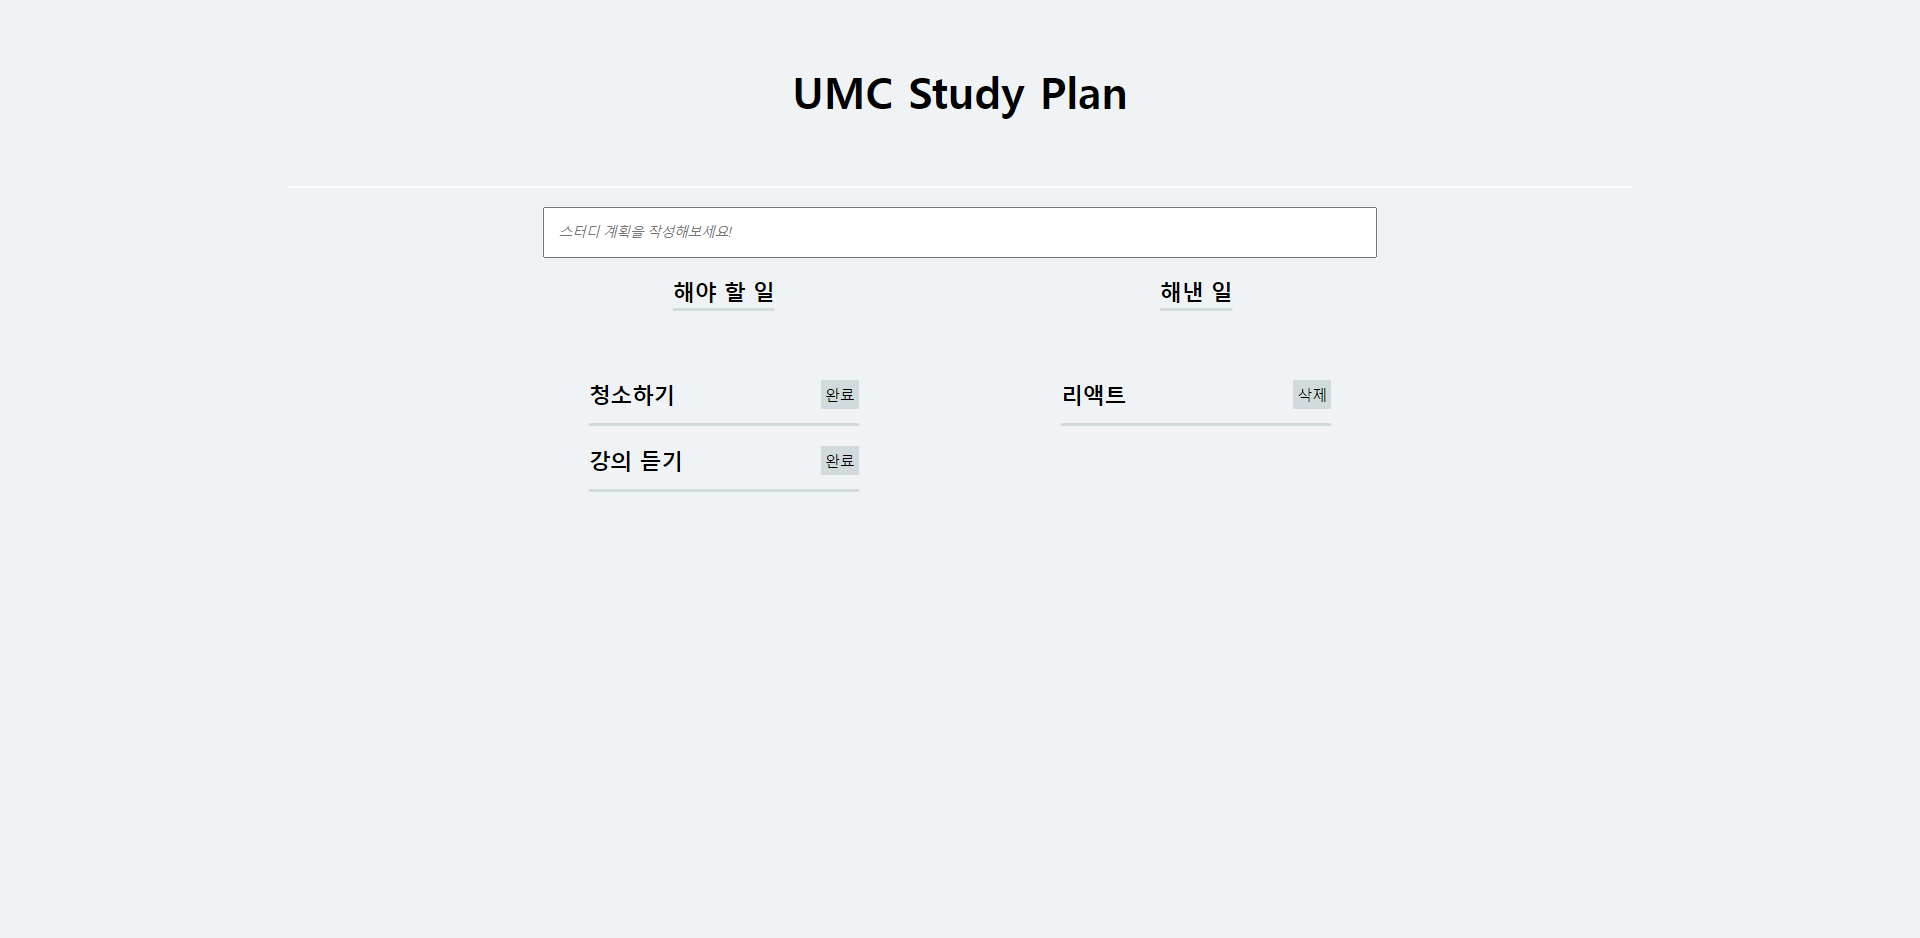 UMC Study Plan
스터디 계획을 작성해보세요!
해야 할 일
해낸 일
청소하기 완료
리액트 삭제
강의 듣기 완료